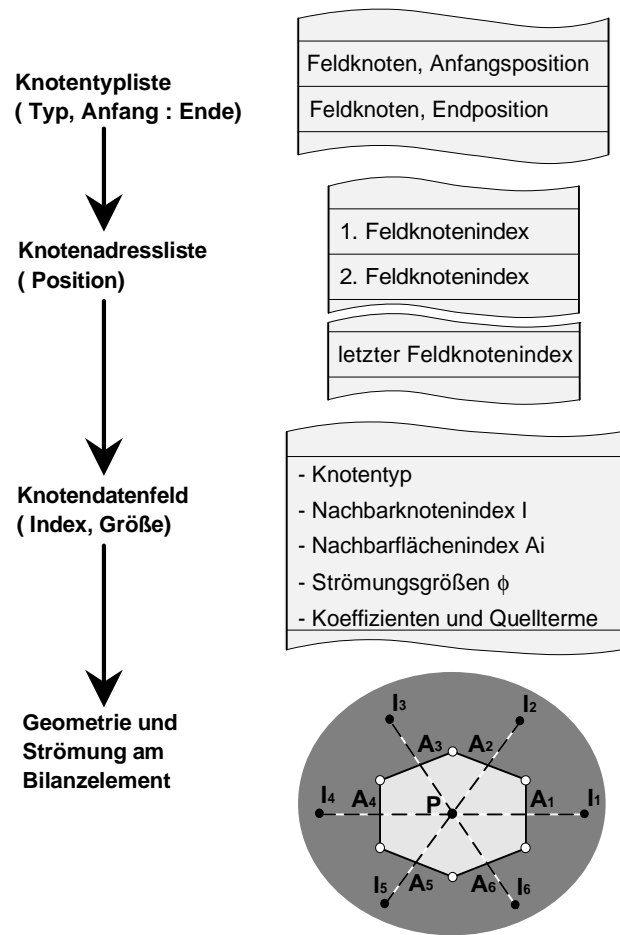 Knotentypliste
( Typ, Anfang : Ende)
Feldknoten, Anfangsposition
Feldknoten, Endposition
Knotenadressliste
( Position)
1. Feldknotenindex
2. Feldknotenindex
letzter Feldknotenindex
Knotendatenfeld
( Index, Größe)
- Knotentyp
- Nachbarknotenindex I
- Nachbarflächenindex Ai
- Strömungsgrößen ϕ
- Koeffizienten und Quellterme
Geometrie und
Strömung am
Bilanzelement
I3 I2
A3 A2
I4 A4 P A1 I1
I5 A5 A6 I6